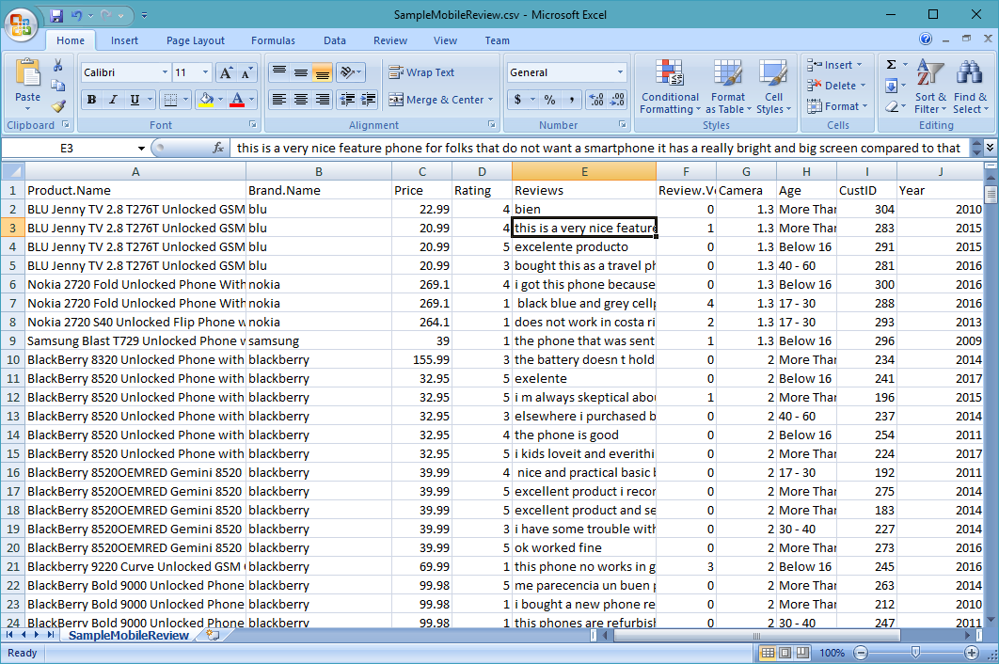 SampleMobileReview.csv - Microsoft Excel
Home Insert Page Layout Formulas Data Review View Team
Calibri 11 Wrap Text General Insert Σ
Paste B I U Merge & Center $ % , Conditional Formatting Format as Table Cell Styles Delete Format Sort & Filter Find & Select
Clipboard Font Alignment Number Styles Cells Editing
E3 fx this is a very nice feature phone for folks that do not want a smartphone it has a really bright and big screen compared to that
A B C D E F G H I J
1 Product.Name Brand.Name Price Rating Reviews Review.Vo Camera Age CustID Year
2 BLU Jenny TV 2.8 T276T Unlocked GSM blu 22.99 4 bien 0 1.3 More Than 304 2010
3 BLU Jenny TV 2.8 T276T Unlocked GSM blu 20.99 4 this is a very nice feature 1 1.3 More Than 283 2015
4 BLU Jenny TV 2.8 T276T Unlocked GSM blu 20.99 5 excelente producto 0 1.3 Below 16 291 2015
5 BLU Jenny TV 2.8 T276T Unlocked GSM blu 20.99 3 bought this as a travel ph 0 1.3 40 - 60 281 2016
6 Nokia 2720 Fold Unlocked Phone With nokia 269.1 4 i got this phone because 0 1.3 Below 16 300 2016
7 Nokia 2720 Fold Unlocked Phone With nokia 269.1 1 black blue and grey cellp 4 1.3 17 - 30 288 2016
8 Nokia 2720 S40 Unlocked Flip Phone w nokia 264.1 1 does not work in costa ri 2 1.3 17 - 30 293 2013
9 Samsung Blast T729 Unlocked Phone w samsung 39 1 the phone that was sent 1 1.3 Below 16 296 2009
10 BlackBerry 8320 Unlocked Phone with blackberry 155.99 3 the battery doesn t hold 0 2 More Than 234 2014
11 BlackBerry 8520 Unlocked Phone with blackberry 32.95 5 exelente 0 2 Below 16 241 2017
12 BlackBerry 8520 Unlocked Phone with blackberry 32.95 5 i m always skeptical abou 1 2 More Than 196 2015
13 BlackBerry 8520 Unlocked Phone with blackberry 32.95 3 elsewhere i purchased b 0 2 40 - 60 237 2014
14 BlackBerry 8520 Unlocked Phone with blackberry 32.95 4 the phone is good 0 2 Below 16 254 2011
15 BlackBerry 8520 Unlocked Phone with blackberry 32.95 5 i kids loveit and everithi 0 2 More Than 224 2017
16 BlackBerry 8520OEMRED Gemini 8520 blackberry 39.99 4 nice and practical basic b 0 2 17 - 30 192 2011
17 BlackBerry 8520OEMRED Gemini 8520 blackberry 39.99 5 excellent product i recor 0 2 More Than 275 2014
18 BlackBerry 8520OEMRED Gemini 8520 blackberry 39.99 5 excellent product and se 0 2 More Than 183 2014
19 BlackBerry 8520OEMRED Gemini 8520 blackberry 39.99 3 i have some trouble with 0 2 30 - 40 227 2014
20 BlackBerry 8520OEMRED Gemini 8520 blackberry 39.99 5 ok worked fine 0 2 More Than 273 2016
21 Blackberry 9220 Curve Unlocked GSM blackberry 69.99 1 this phone no works in g 3 2 Below 16 245 2016
22 BlackBerry Bold 9000 Unlocked Phone blackberry 99.98 5 me parecencia un buen p 0 2 More Than 263 2014
23 BlackBerry Bold 9000 Unlocked Phone blackberry 99.98 1 i bought a new phone re 0 2 More Than 212 2010
24 BlackBerry Bold 9000 Unlocked Phone blackberry 99.98 1 this phones are refurbish 0 2 30 - 40 247 2011
SampleMobileReview
Ready 100%